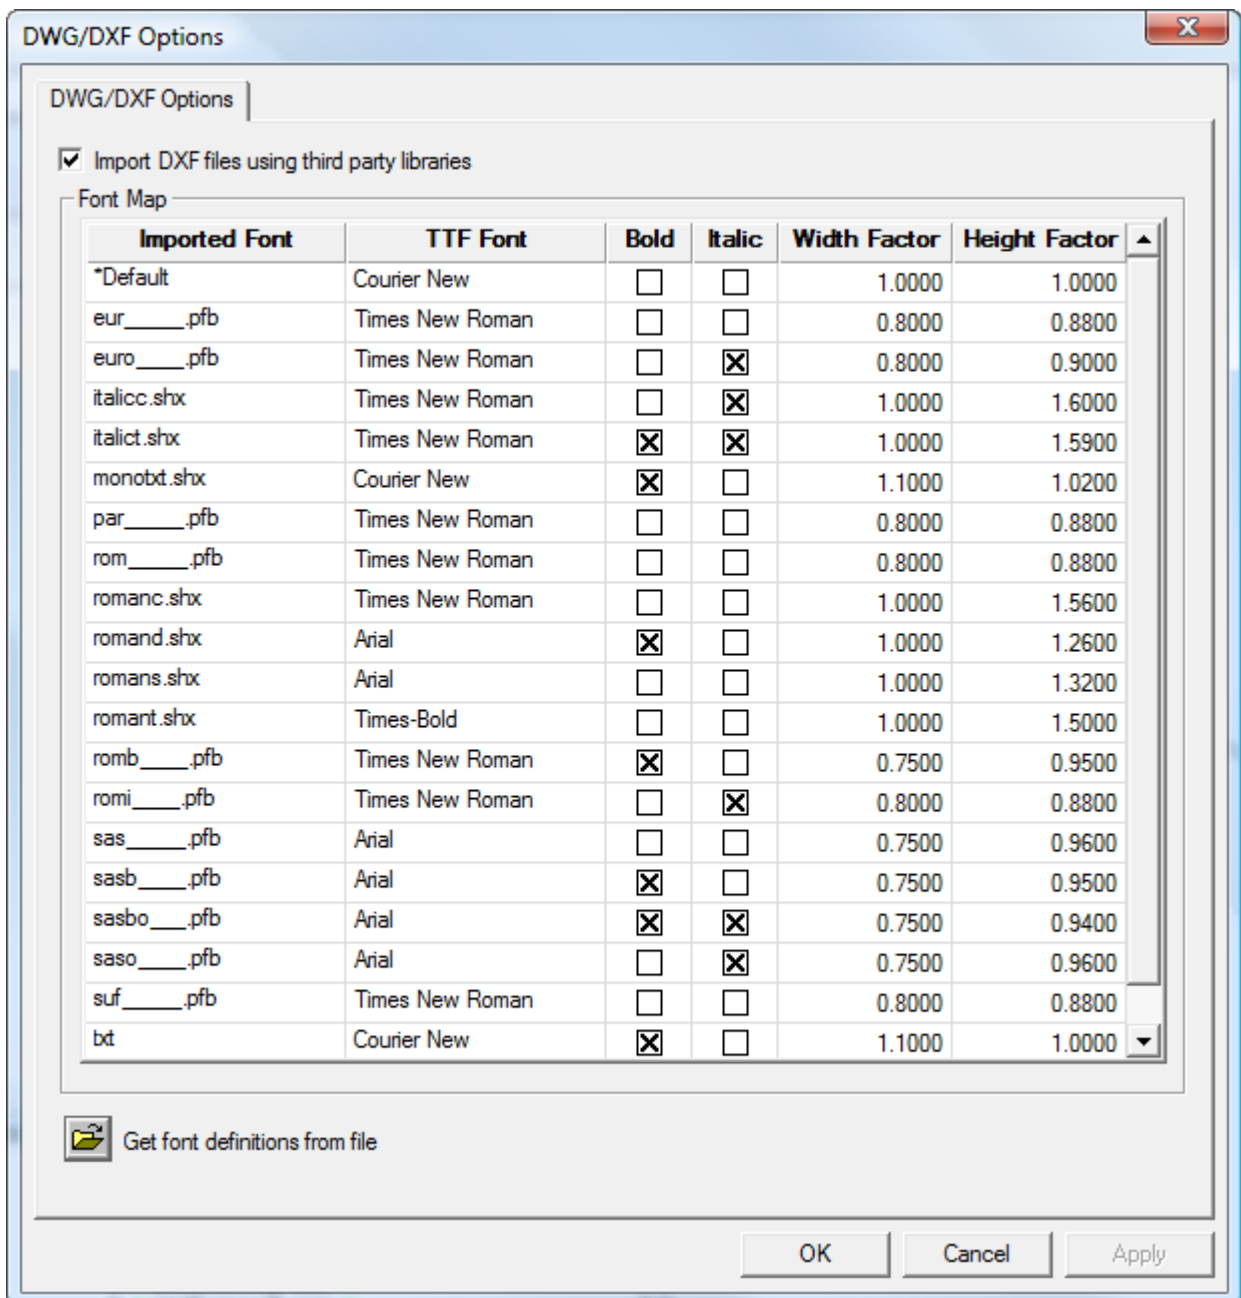 DWG/DXF Options
DWG/DXF Options
Import DXF files using third party libraries
Font Map
Imported Font TTF Font Bold Italic Width Factor Height Factor
*Default Courier New 1.0000 1.0000
eur_____.pfb Times New Roman 0.8000 0.8800
euro____.pfb Times New Roman 0.8000 0.9000
italicc.shx Times New Roman 1.0000 1.6000
italict.shx Times New Roman 1.0000 1.5900
monotxt.shx Courier New 1.1000 1.0200
par_____.pfb Times New Roman 0.8000 0.8800
rom_____.pfb Times New Roman 0.8000 0.8800
romanc.shx Times New Roman 1.0000 1.5600
romand.shx Arial 1.0000 1.2600
romans.shx Arial 1.0000 1.3200
romant.shx Times-Bold 1.0000 1.5000
romb____.pfb Times New Roman 0.7500 0.9500
romi____.pfb Times New Roman 0.8000 0.8800
sas_____.pfb Arial 0.7500 0.9600
sasb____.pfb Arial 0.7500 0.9500
sasbo___.pfb Arial 0.7500 0.9400
saso____.pfb Arial 0.7500 0.9600
suf_____.pfb Times New Roman 0.8000 0.8800
txt Courier New 1.1000 1.0000
Get font definitions from file
OK Cancel Apply